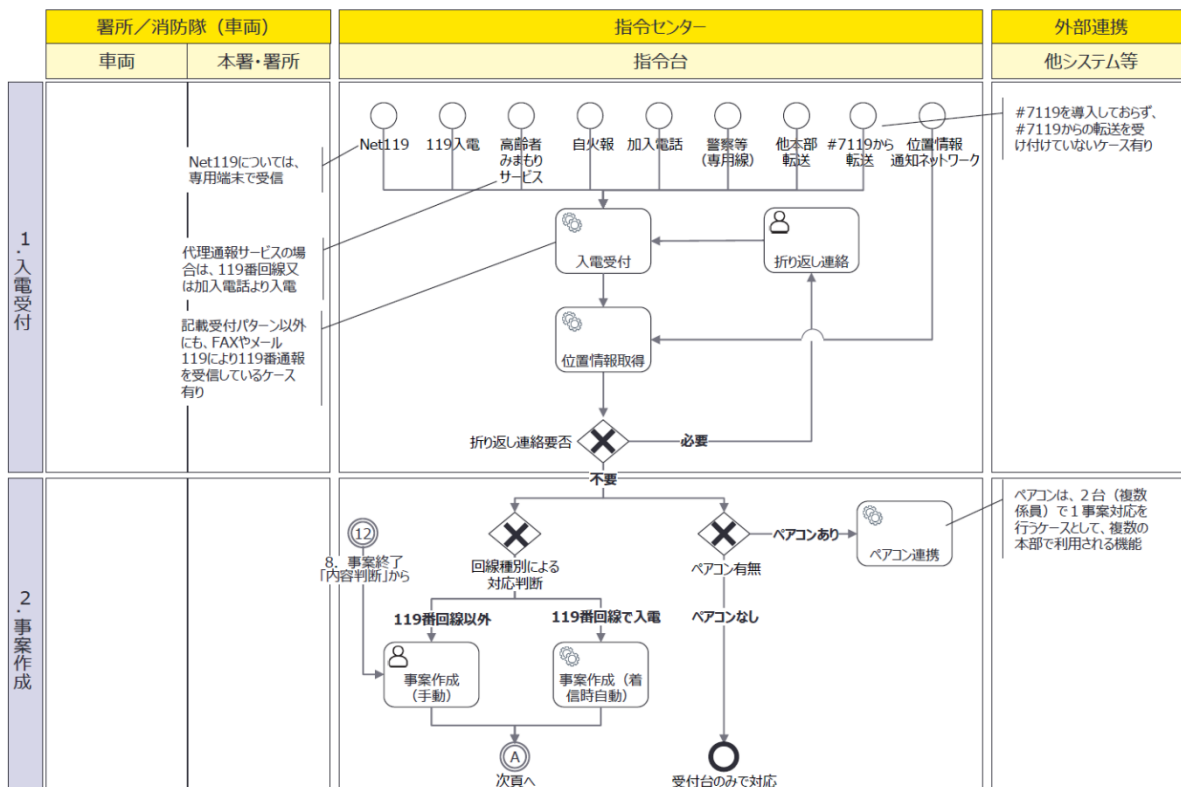 署所／消防隊（車両）
指令センター
外部連携
車両
本署・署所
指令台
他システム等
1．入電受付
Net119
119入電
高齢者
みまもり
サービス
自火報
加入電話
警察等
（専用線）
他本部
転送
#7119から
転送
位置情報
通知ネットワーク
#7119を導入しておらず、
#7119からの転送を受
け付けていないケース有り
Net119については、
専用端末で受信
代理通報サービスの場
合は、119番回線又
は加入電話より入電
記載受付パターン以外
にも、FAXやメール
119により119番通報
を受信しているケース
有り
入電受付
折り返し連絡
位置情報取得
折り返し連絡要否
必要
不要
2．事案作成
12
8．事案終了
「内容判断」から
回線種別による
対応判断
ペアコン有無
ペアコンあり
ペアコン連携
ペアコンは、2台（複数
係員）で1事案対応を
行うケースとして、複数の
本部で利用される機能
119番回線以外
119番回線で入電
ペアコンなし
事案作成
（手動）
事案作成（着
信時自動）
A
次頁へ
受付台のみで対応